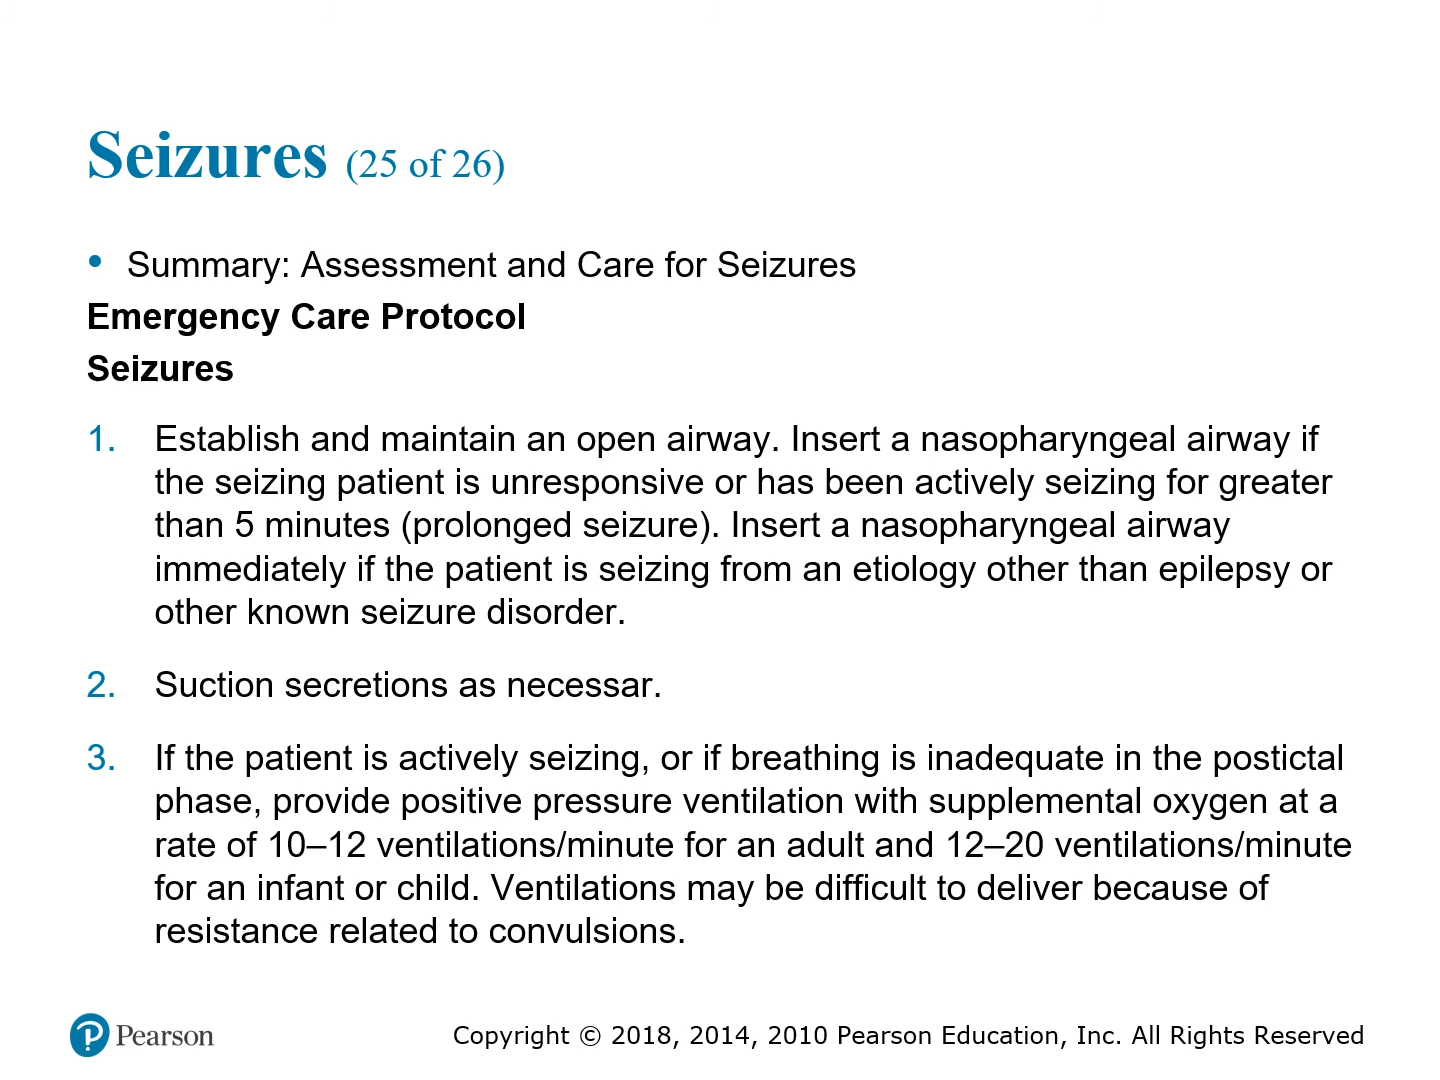 Seizures (25 of 26)
• Summary: Assessment and Care for Seizures
Emergency Care Protocol
Seizures
1. Establish and maintain an open airway. Insert a nasopharyngeal airway if
the seizing patient is unresponsive or has been actively seizing for greater
than 5 minutes (prolonged seizure). Insert a nasopharyngeal airway
immediately if the patient is seizing from an etiology other than epilepsy or
other known seizure disorder.
2. Suction secretions as necessar.
3. If the patient is actively seizing, or if breathing is inadequate in the postictal
phase, provide positive pressure ventilation with supplemental oxygen at a
rate of 10–12 ventilations/minute for an adult and 12–20 ventilations/minute
for an infant or child. Ventilations may be difficult to deliver because of
resistance related to convulsions.
Pearson
Copyright © 2018, 2014, 2010 Pearson Education, Inc. All Rights Reserved